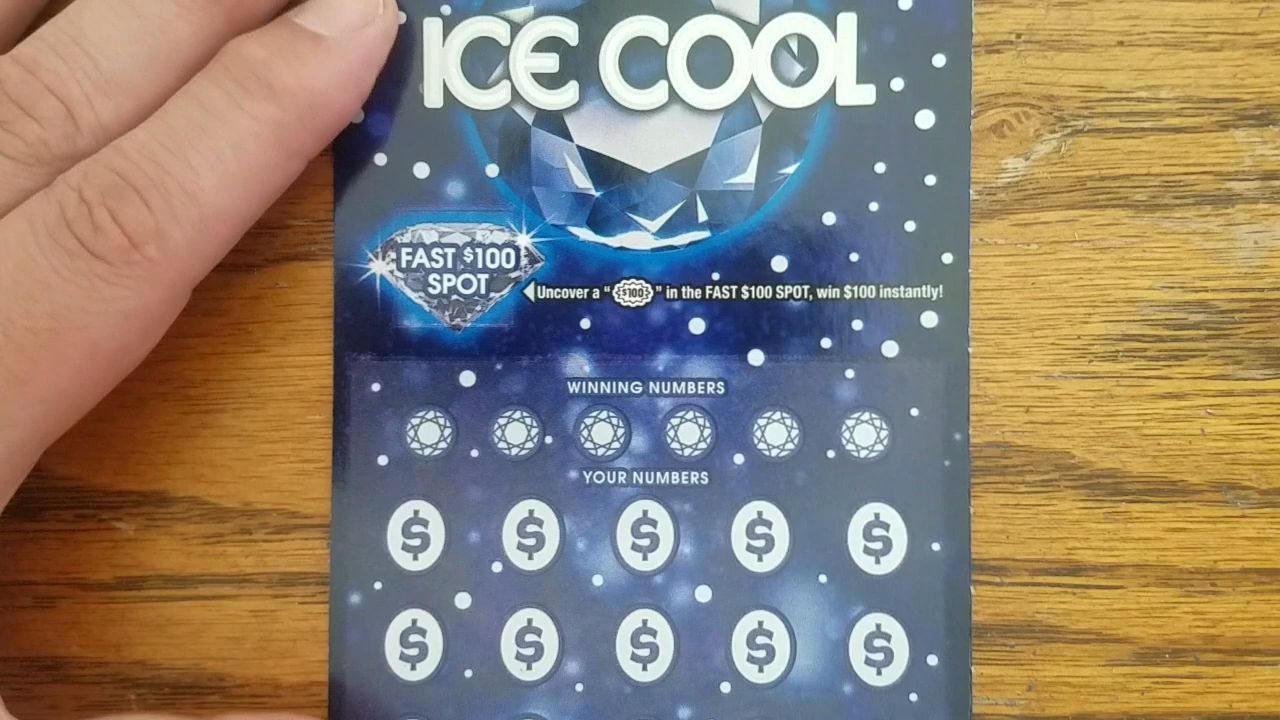 ICE COOL
FAST $100
SPOT
Uncover a "$100" in the FAST $100 SPOT, win $100 instantly!
WINNING NUMBERS
YOUR NUMBERS
$ $ $ $ $
$ $ $ $ $